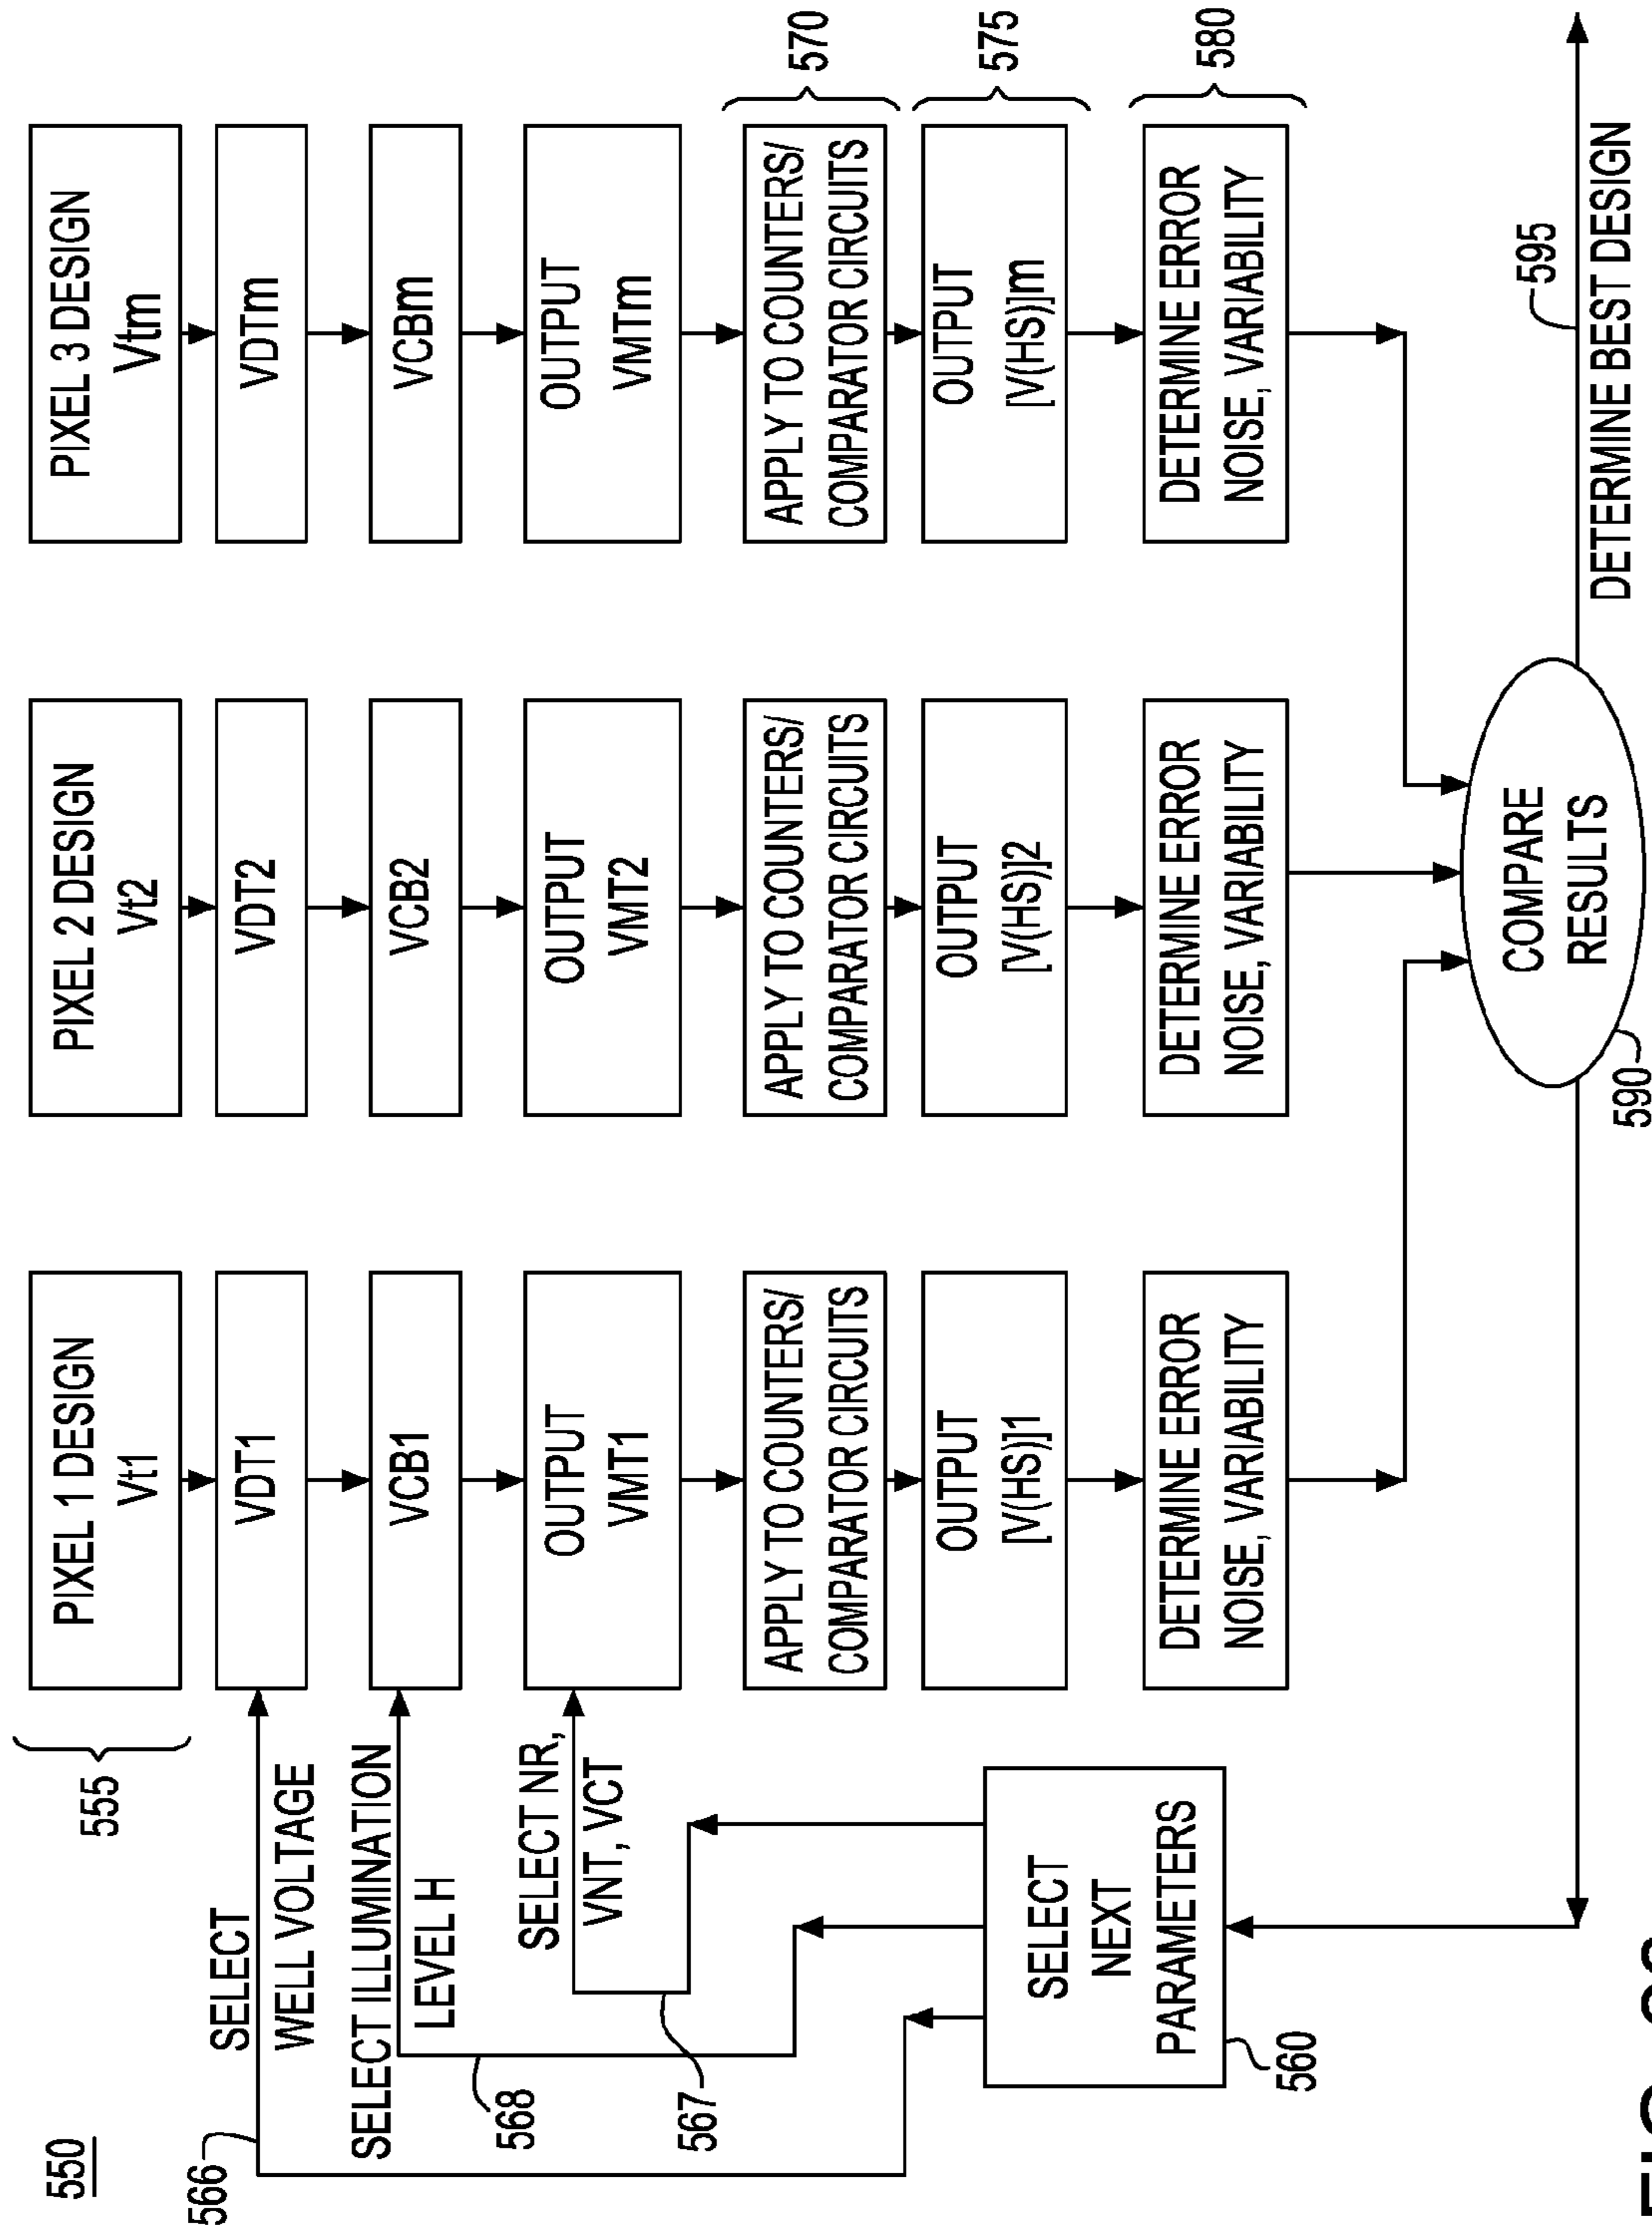 550
555
PIXEL 1 DESIGN
Vt1
PIXEL 2 DESIGN
Vt2
PIXEL 3 DESIGN
Vtm
566
SELECT
WELL VOLTAGE
VDT1
VDT2
VDTm
SELECT ILLUMINATION
LEVEL H
568
VCB1
VCB2
VCBm
SELECT NR,
VNT, VCT
567
OUTPUT
VMT1
OUTPUT
VMT2
OUTPUT
VMTm
APPLY TO COUNTERS/
COMPARATOR CIRCUITS
APPLY TO COUNTERS/
COMPARATOR CIRCUITS
APPLY TO COUNTERS/
COMPARATOR CIRCUITS
570
OUTPUT
[V(HS)]1
OUTPUT
[V(HS)]2
OUTPUT
[V(HS)]m
575
SELECT
NEXT
PARAMETERS
560
DETERMINE ERROR
NOISE, VARIABILITY
DETERMINE ERROR
NOISE, VARIABILITY
DETERMINE ERROR
NOISE, VARIABILITY
580
COMPARE
RESULTS
590
595
DETERMINE BEST DESIGN